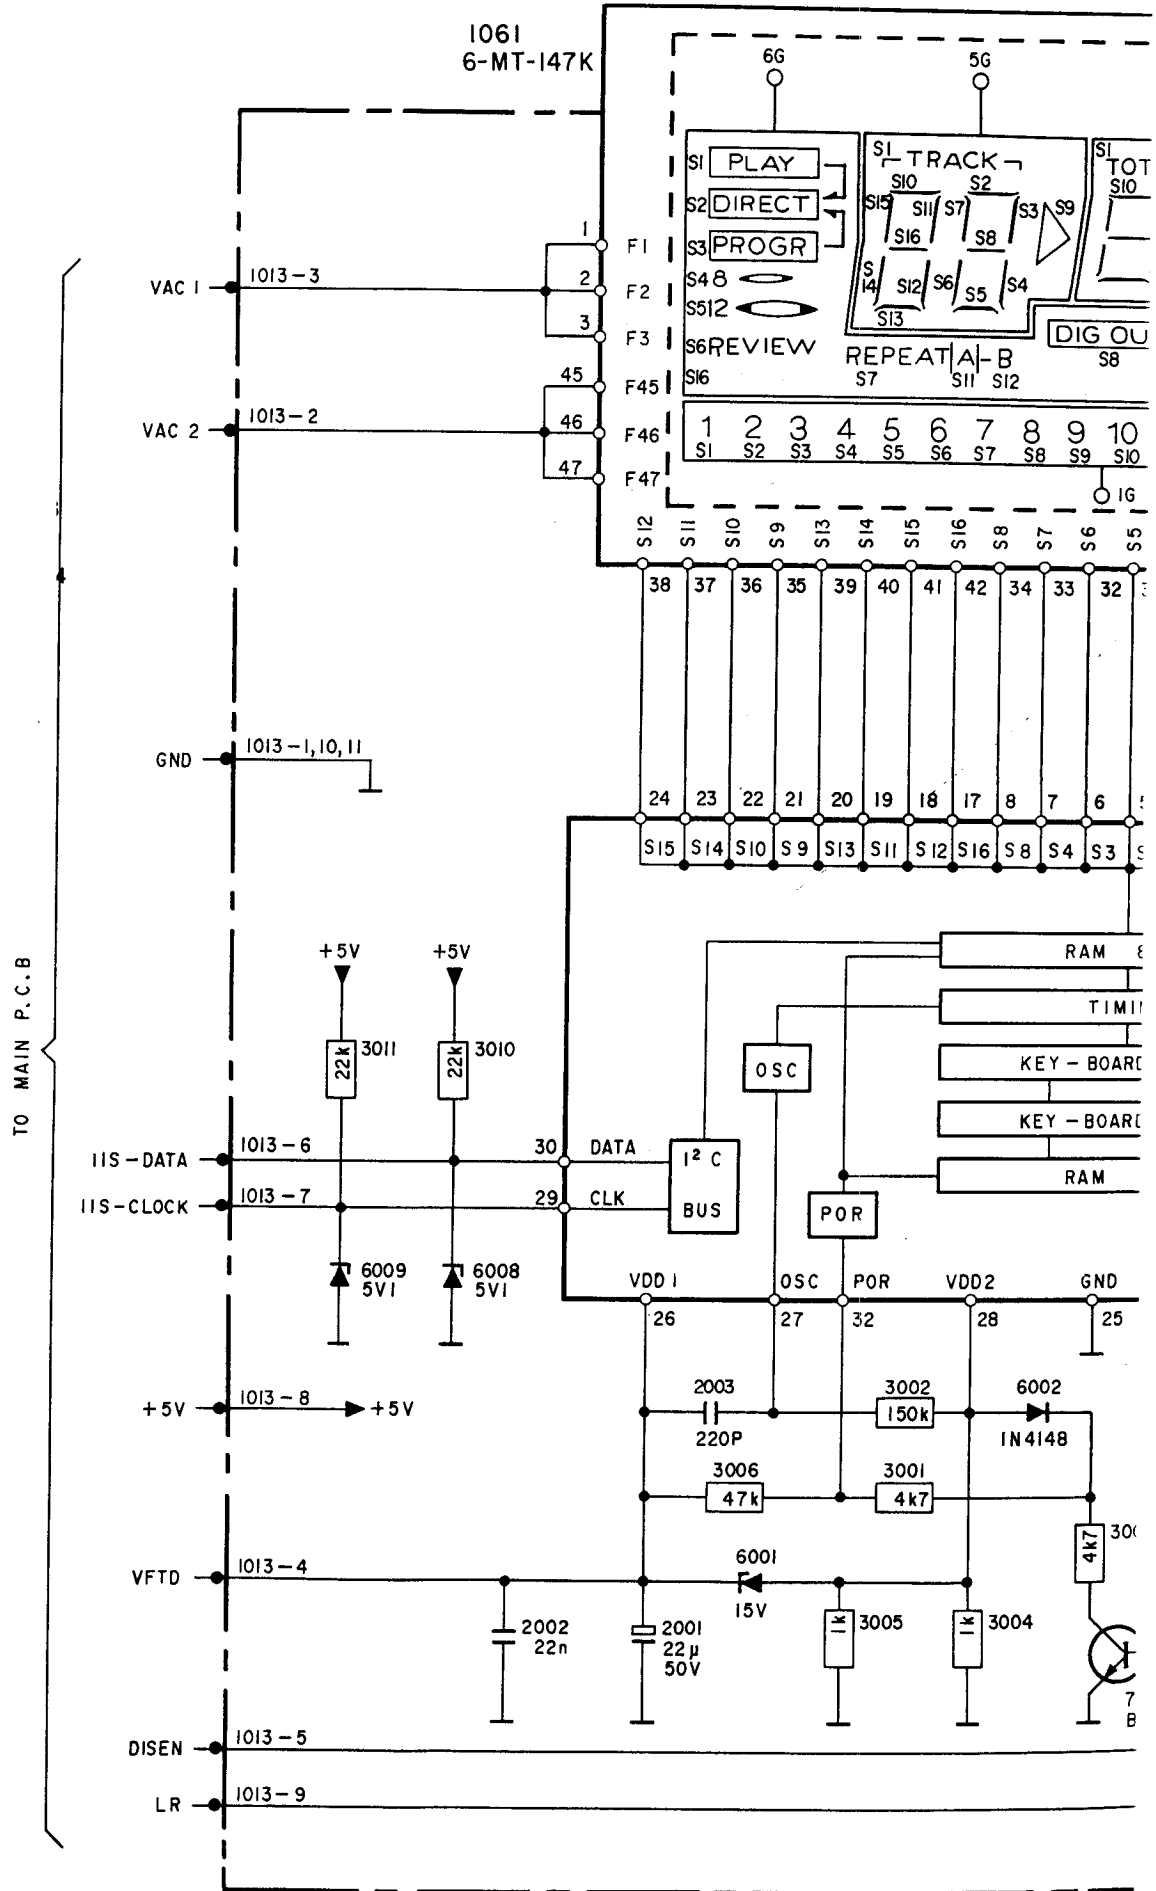 1061
6-MT-147K
6G
5G
S1 PLAY
S2 DIRECT
S3 PROGR
S4 8
S5 12
S6 REVIEW
S16
S1 TRACK
S10 S2
S15 S11 S7 S3 S9
S16 S8
S14 S12 S6 S4
S13 S5
S1
TOT
S10
DIG OU
S8
REPEAT A-B
S7 S11 S12
1 2 3 4 5 6 7 8 9 10
S1 S2 S3 S4 S5 S6 S7 S8 S9 S10
1G
1 F1
2 F2
3 F3
45 F45
46 F46
47 F47
VAC 1 1013-3
VAC 2 1013-2
S12 S11 S10 S9 S13 S14 S15 S16 S8 S7 S6 S5
38 37 36 35 39 40 41 42 34 33 32
GND 1013-1,10,11
24 23 22 21 20 19 18 17 8 7 6
S15 S14 S10 S9 S13 S11 S12 S16 S8 S4 S3
TO MAIN P.C.B
+5V +5V
22k 3011
22k 3010
RAM
TIMI
OSC
KEY-BOARD
KEY-BOARD
RAM
IIS-DATA 1013-6 30 DATA
IIS-CLOCK 1013-7 29 CLK
I² C
BUS
POR
6009
5V1
6008
5V1
VDD1 OSC POR VDD2 GND
26 27 32 28 25
+5V 1013-8 +5V
2003
220P
3002
150k
6002
1N4148
3006
47k
3001
4k7
4k7 300
VFTD 1013-4
6001
15V
2002
22n
2001
22µ
50V
1k 3005
1k 3004
7
B
DISEN 1013-5
LR 1013-9